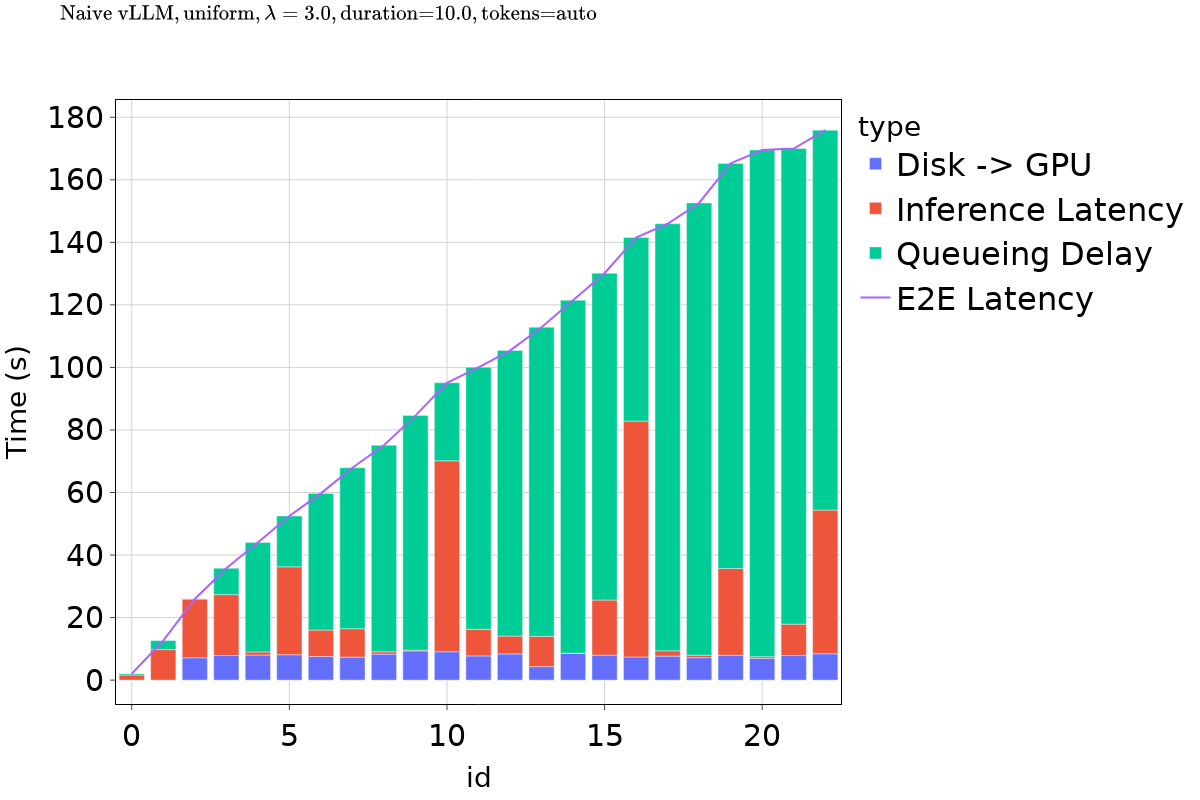 Naive vLLM, uniform, λ = 3.0, duration=10.0, tokens=auto
180
160
140
120
100
80
60
40
20
0
Time (s)
0 5 10 15 20
id
type
Disk -> GPU
Inference Latency
Queueing Delay
E2E Latency